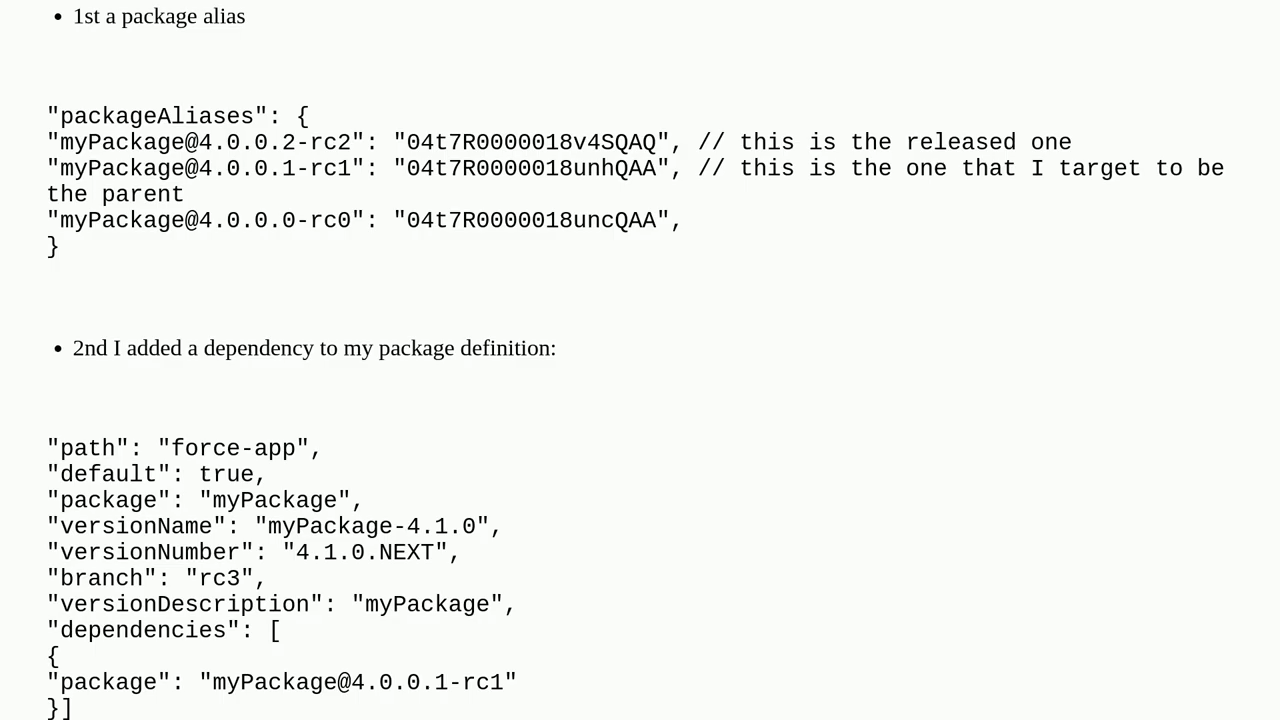 • 1st a package alias
"packageAliases": {
"myPackage@4.0.0.2-rc2": "04t7R0000018v4SQAQ", // this is the released one
"myPackage@4.0.0.1-rc1": "04t7R0000018unhQAA", // this is the one that I target to be
the parent
"myPackage@4.0.0.0-rc0": "04t7R0000018uncQAA",
}
• 2nd I added a dependency to my package definition:
"path": "force-app",
"default": true,
"package": "myPackage",
"versionName": "myPackage-4.1.0",
"versionNumber": "4.1.0.NEXT",
"branch": "rc3",
"versionDescription": "myPackage",
"dependencies": [
{
"package": "myPackage@4.0.0.1-rc1"
}]